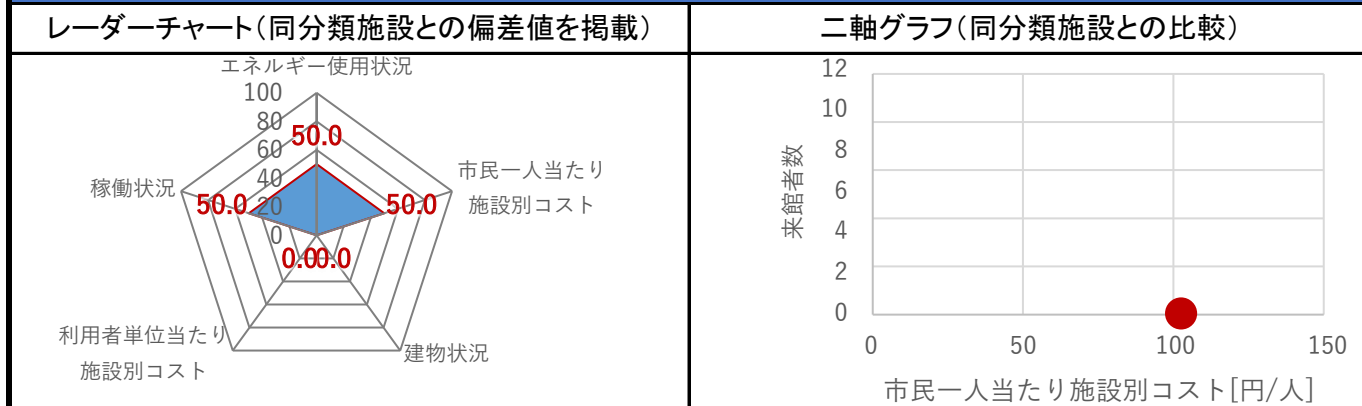 レーダーチャート(同分類施設との偏差値を掲載)
二軸グラフ(同分類施設との比較)
エネルギー使用状況
100
80
60
40
20
0
50.0
市民一人当たり
施設別コスト
50.0
建物状況
0.0
利用者単位当たり
施設別コスト
0.0
稼働状況
50.0
来館者数
12
10
8
6
4
2
0
0
50
100
150
市民一人当たり施設別コスト[円/人]